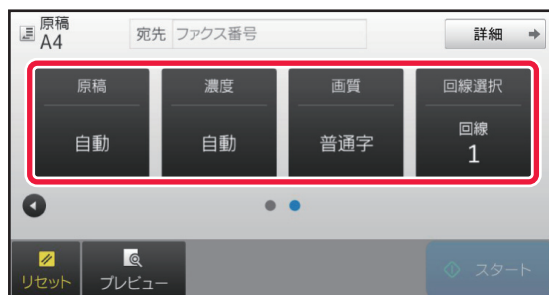 原稿
A4
宛先 ファクス番号
詳細
原稿 濃度 画質 回線選択
自動 自動 普通字 回線
1
リセット プレビュー スタート